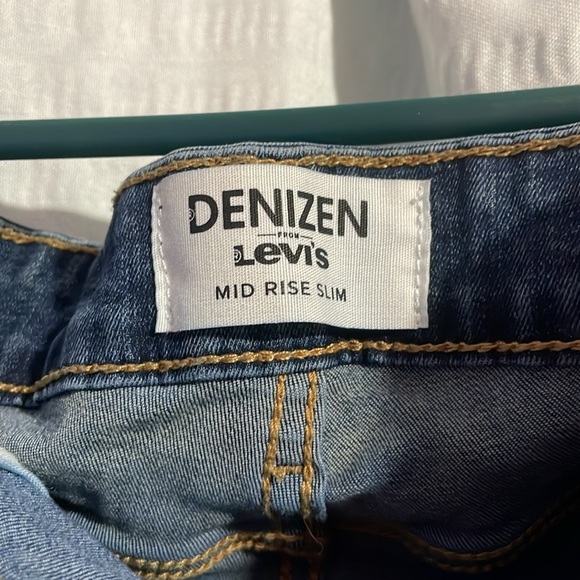 DENIZEN
FROM
Levi's
MID RISE SLIM